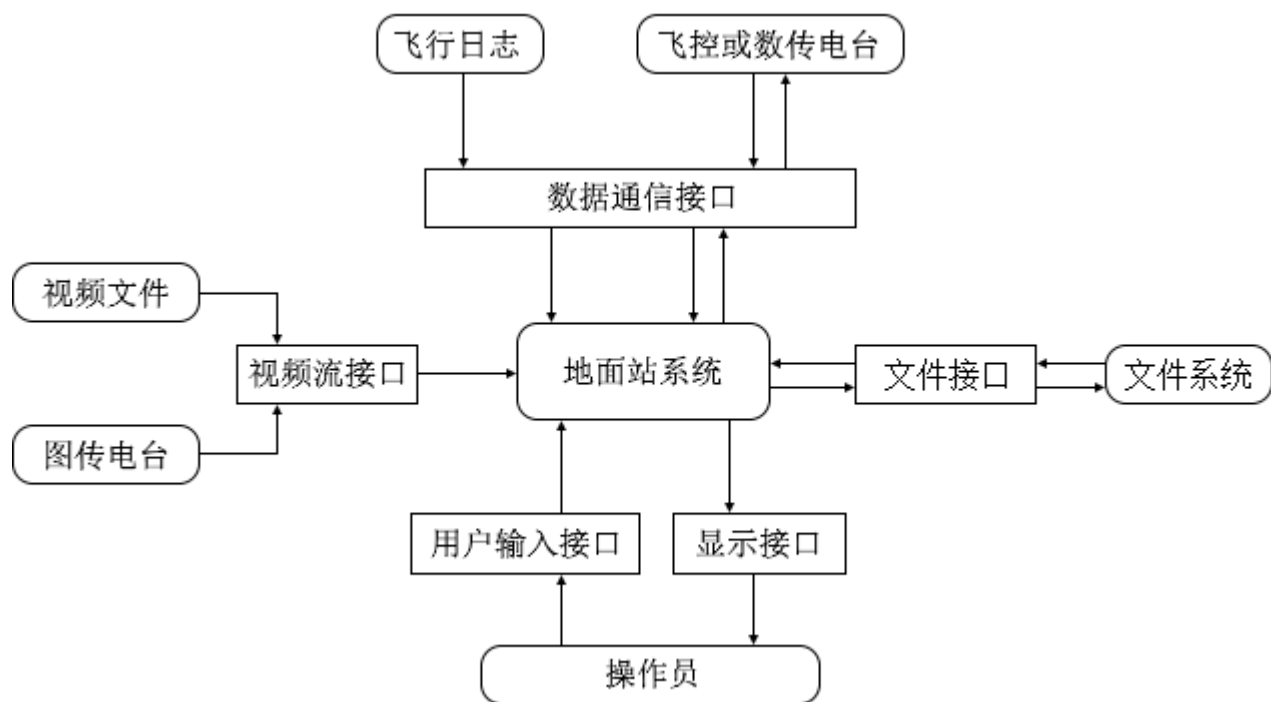 飞行日志
飞控或数传电台
数据通信接口
视频文件
视频流接口
地面站系统
文件接口
文件系统
图传电台
用户输入接口
显示接口
操作员